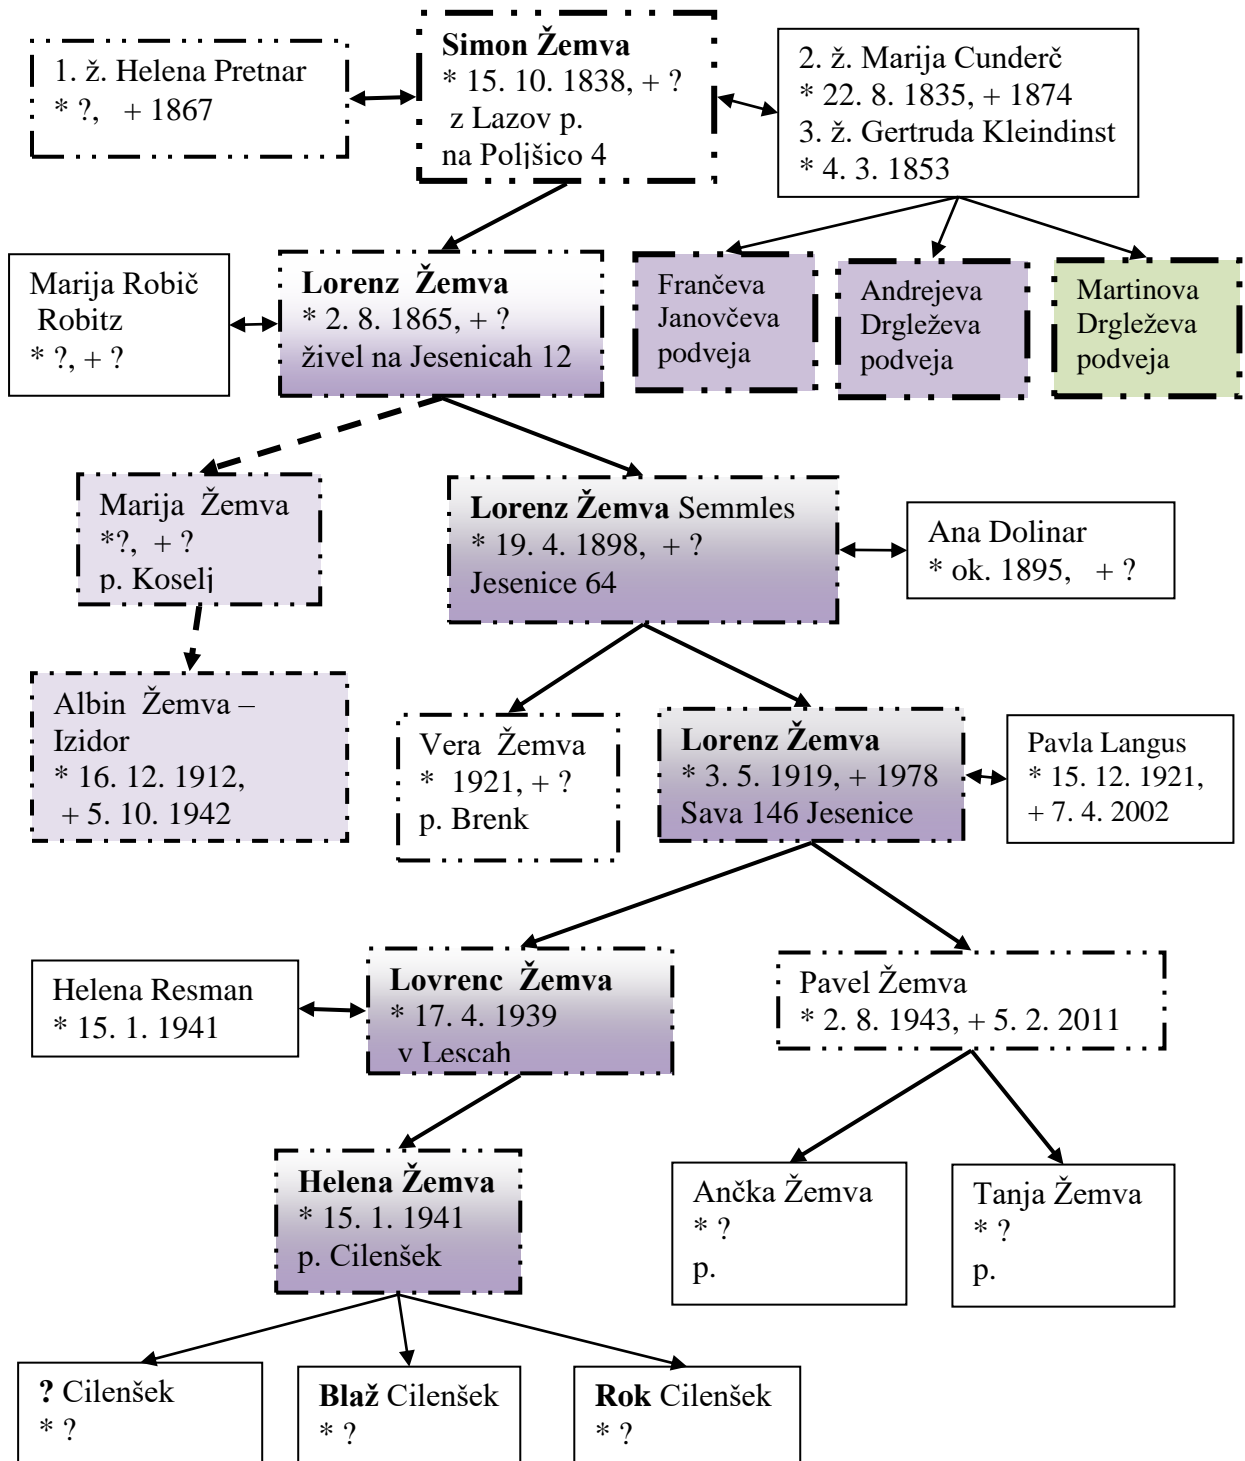 1. ž. Helena Pretnar
* ?, + 1867
Simon Žemva
* 15. 10. 1838, + ?
z Lazov p.
na Poljšico 4
2. ž. Marija Cunderč
* 22. 8. 1835, + 1874
3. ž. Gertruda Kleindinst
* 4. 3. 1853
Marija Robič
Robitz
* ?, + ?
Lorenz Žemva
* 2. 8. 1865, + ?
živel na Jesenicah 12
Frančeva
Janovčeva
podveja
Andrejeva
Drgleževa
podveja
Martinova
Drgleževa
podveja
Marija Žemva
*?, + ?
p. Koselj
Lorenz Žemva Semmles
* 19. 4. 1898, + ?
Jesenice 64
Ana Dolinar
* ok. 1895, + ?
Albin Žemva –
Izidor
* 16. 12. 1912,
+ 5. 10. 1942
Vera Žemva
* 1921, + ?
p. Brenk
Lorenz Žemva
* 3. 5. 1919, + 1978
Sava 146 Jesenice
Pavla Langus
* 15. 12. 1921,
+ 7. 4. 2002
Helena Resman
* 15. 1. 1941
Lovrenc Žemva
* 17. 4. 1939
v Lescah
Pavel Žemva
* 2. 8. 1943, + 5. 2. 2011
Helena Žemva
* 15. 1. 1941
p. Cilenšek
Ančka Žemva
* ?
p.
Tanja Žemva
* ?
p.
? Cilenšek
* ?
Blaž Cilenšek
* ?
Rok Cilenšek
* ?